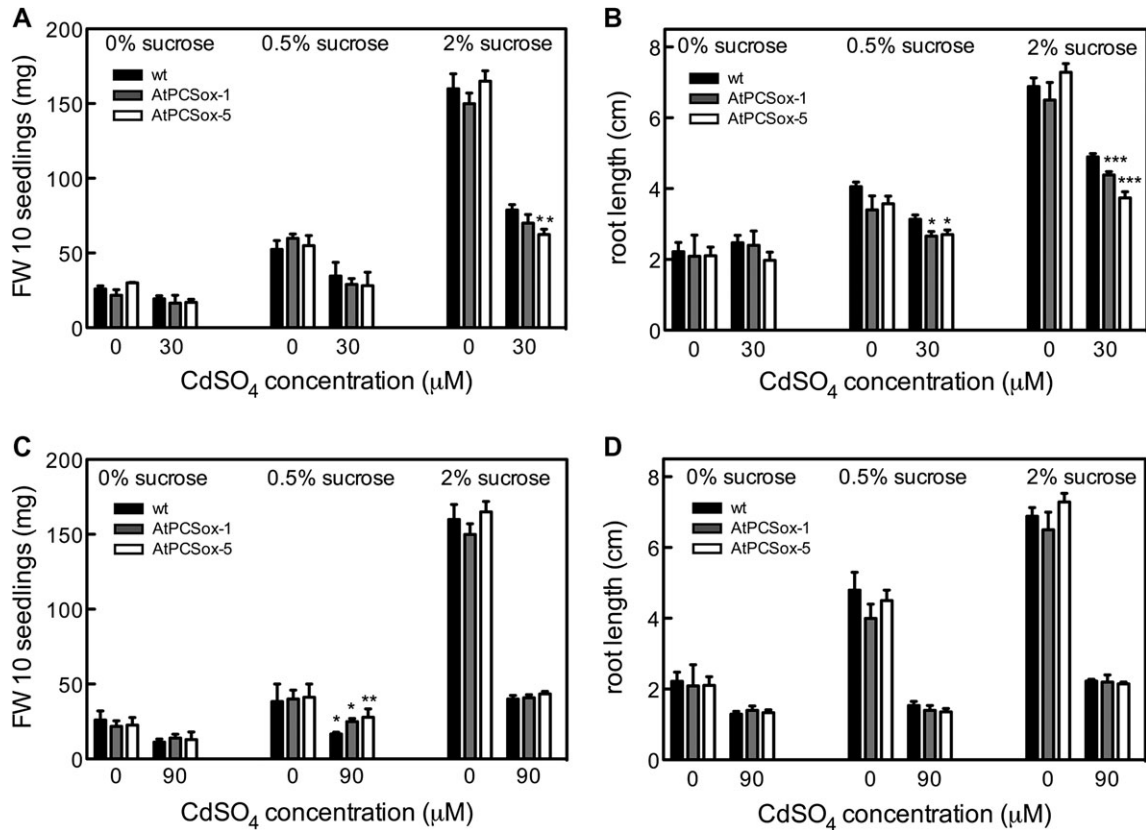 A
200
150
100
50
0
FW 10 seedlings (mg)
0% sucrose 0.5% sucrose 2% sucrose
wt
AtPCSox-1
AtPCSox-5
**
0 30 0 30 0 30
CdSO4 concentration (μM)
B
8
6
4
2
0
root length (cm)
0% sucrose 0.5% sucrose 2% sucrose
wt
AtPCSox-1
AtPCSox-5
* * *** ***
0 30 0 30 0 30
CdSO4 concentration (μM)
C
200
150
100
50
0
FW 10 seedlings (mg)
0% sucrose 0.5% sucrose 2% sucrose
wt
AtPCSox-1
AtPCSox-5
* * **
0 90 0 90 0 90
CdSO4 concentration (μM)
D
8
6
4
2
0
root length (cm)
0% sucrose 0.5% sucrose 2% sucrose
wt
AtPCSox-1
AtPCSox-5
0 90 0 90 0 90
CdSO4 concentration (μM)